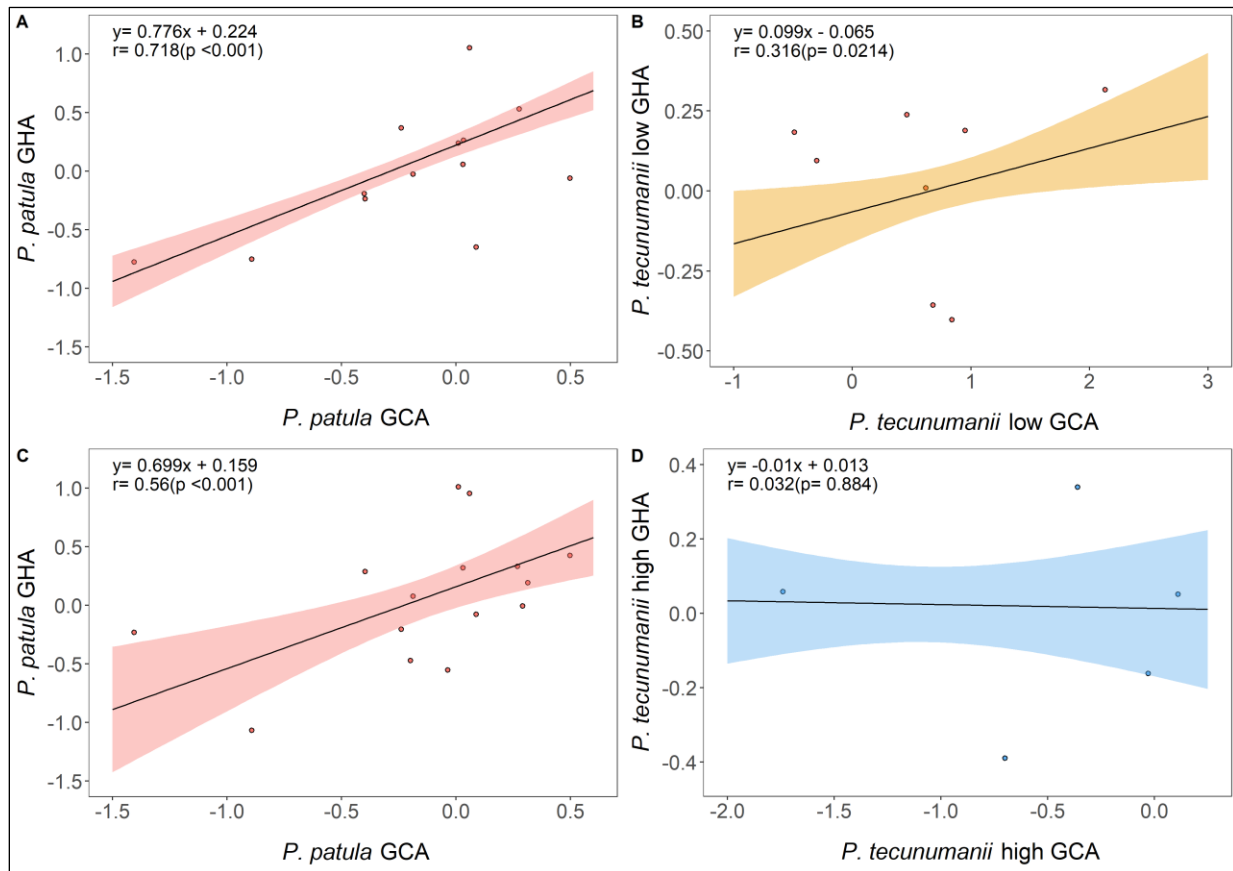 A
y= 0.776x + 0.224
r= 0.718(p <0.001)
1.0
0.5
0.0
-0.5
-1.0
-1.5
P. patula GHA
-1.5
-1.0
-0.5
0.0
0.5
P. patula GCA
B
y= 0.099x - 0.065
r= 0.316(p= 0.0214)
0.50
0.25
0.00
-0.25
-0.50
P. tecunumanii low GHA
-1
0
1
2
3
P. tecunumanii low GCA
C
y= 0.699x + 0.159
r= 0.56(p <0.001)
1.0
0.5
0.0
-0.5
-1.0
-1.5
P. patula GHA
-1.5
-1.0
-0.5
0.0
0.5
P. patula GCA
D
y= -0.01x + 0.013
r= 0.032(p= 0.884)
0.4
0.2
0.0
-0.2
-0.4
P. tecunumanii high GHA
-2.0
-1.5
-1.0
-0.5
0.0
P. tecunumanii high GCA